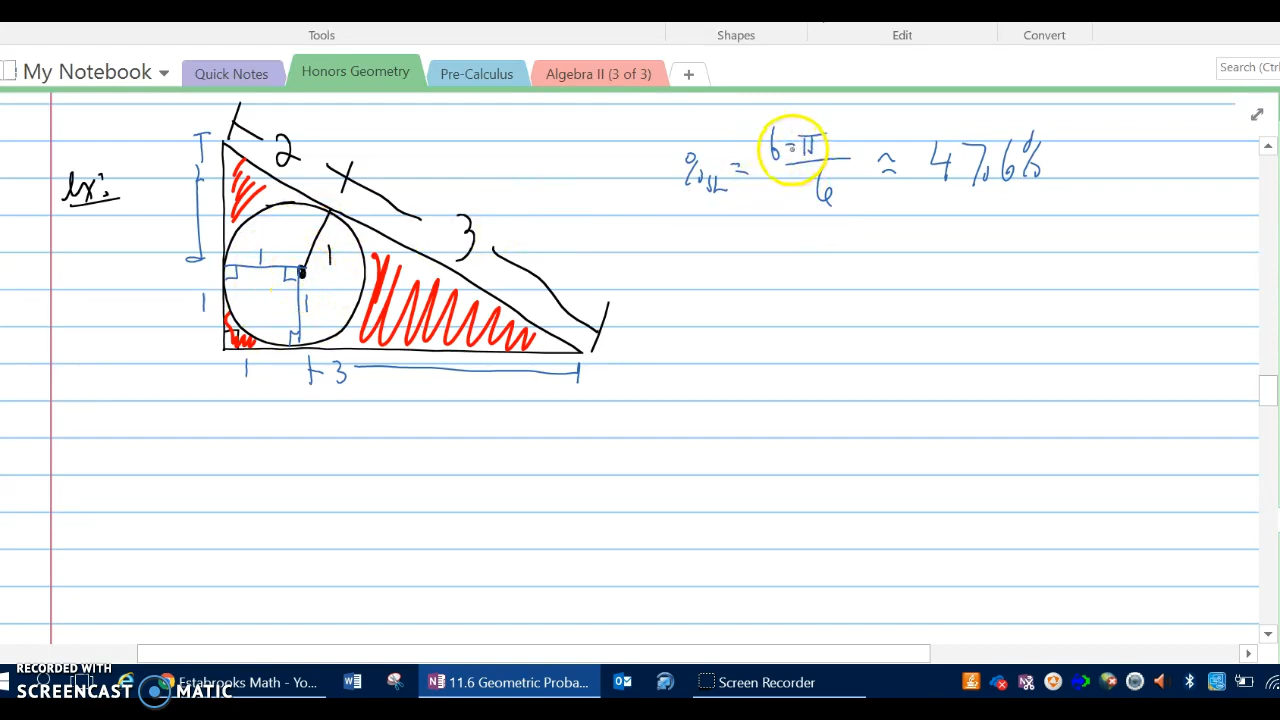 Tools Shapes Edit Convert
My Notebook Quick Notes Honors Geometry Pre-Calculus Algebra II (3 of 3) + Search (Ctrl
ex:
2
3
1
1
1
1
1 + 3
%SL = 6-π / 6 ≈ 47.6%
RECORDED WITH
SCREENCAST MATIC
Estabrooks Math - Yo...
11.6 Geometric Proba...
Screen Recorder